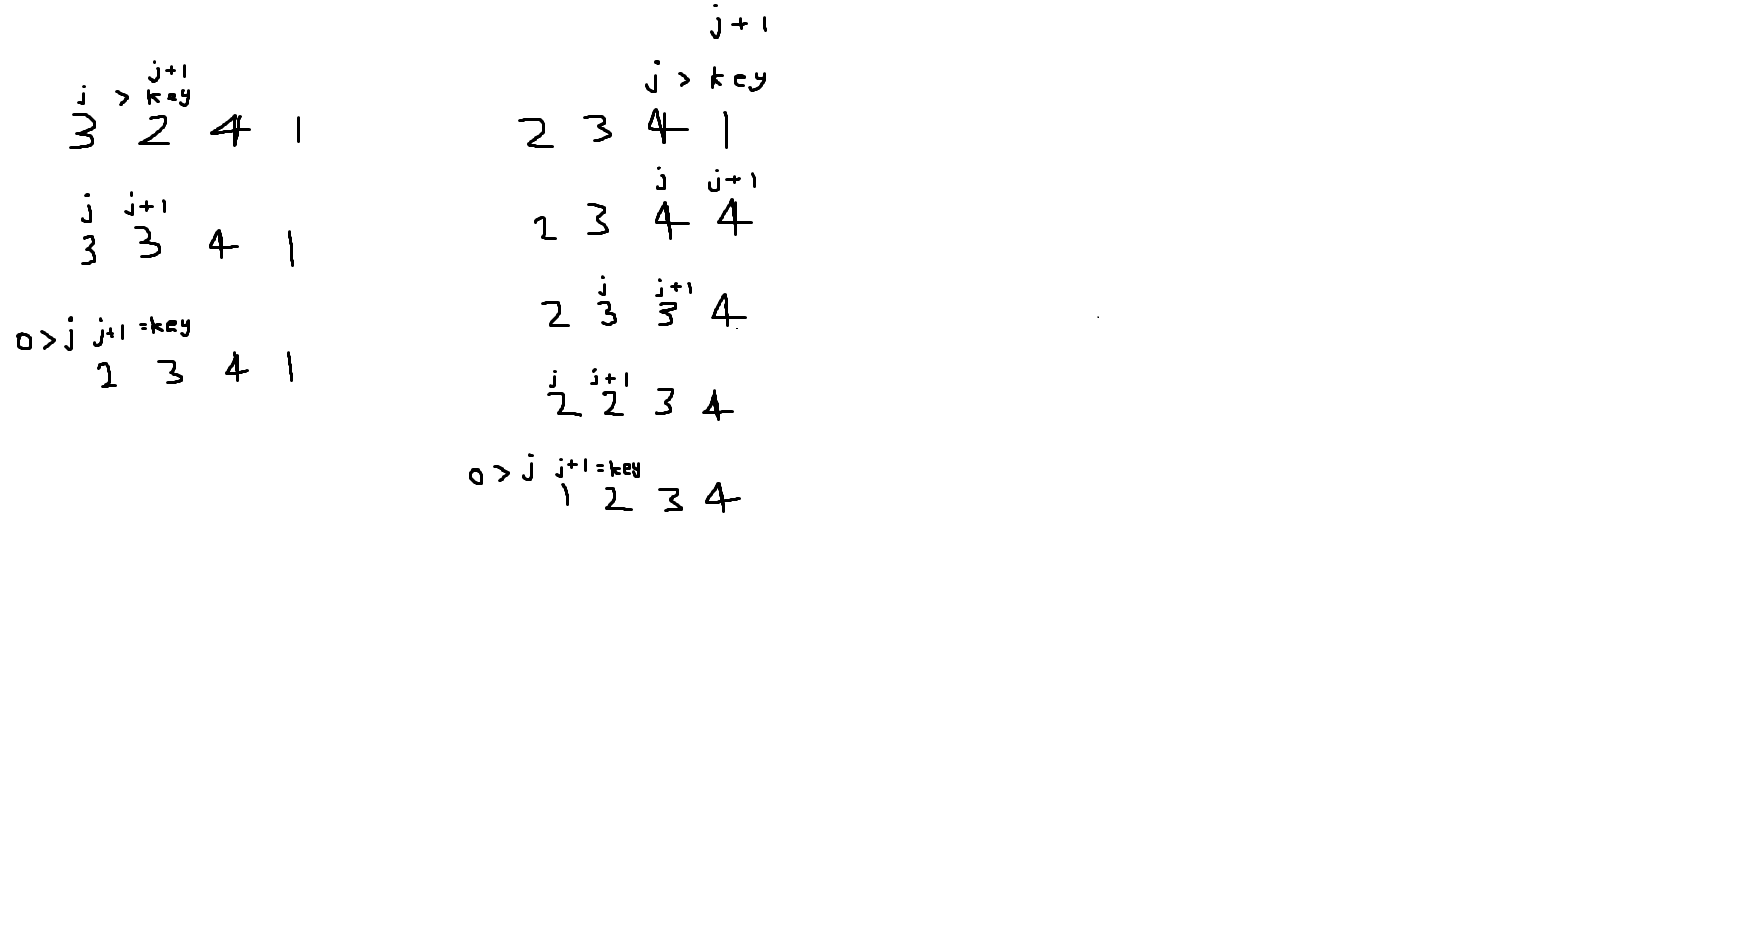 j+1
j > key
3 2 4 1
j j+1
3 3 4 1
0>j j+1 =key
2 3 4 1
j+1
j > key
2 3 4 1
j j+1
2 3 4 4
j j+1
2 3 3 4
j j+1
2 2 3 4
0>j j+1=key
1 2 3 4